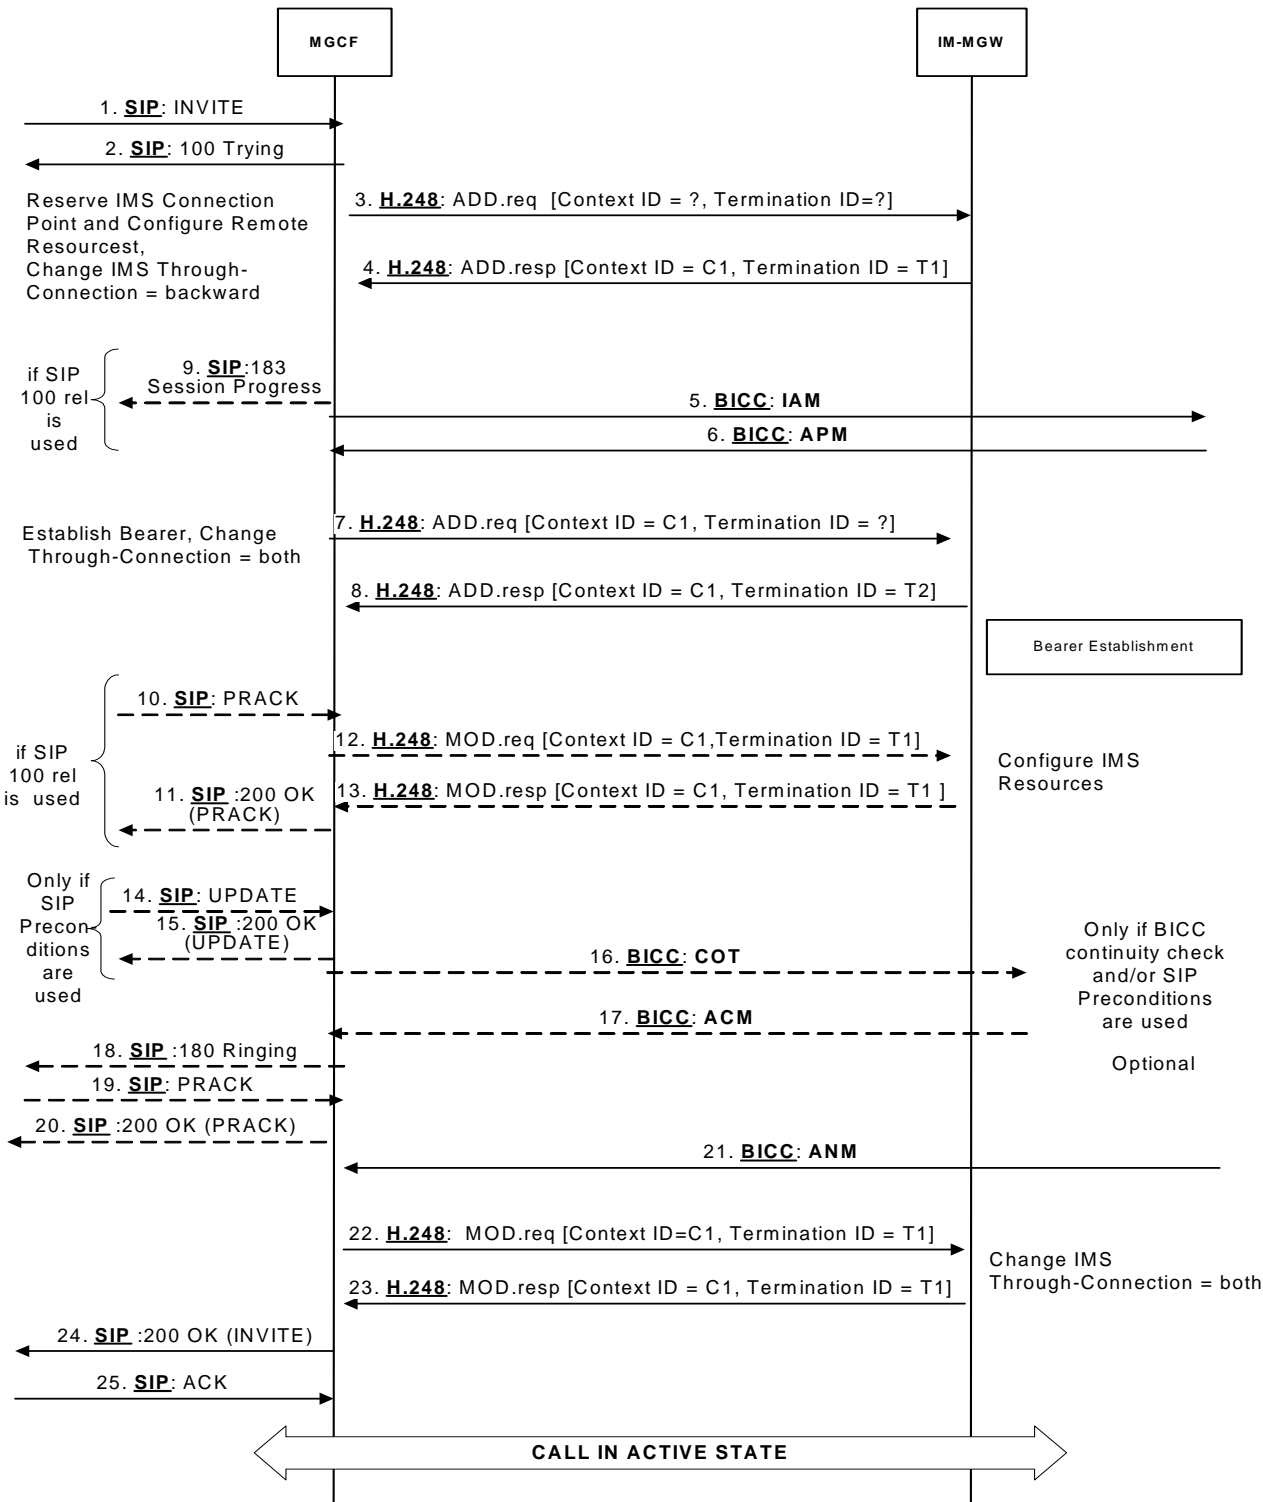 MGCF
IM-MGW
1. SIP: INVITE
2. SIP: 100 Trying
Reserve IMS Connection
Point and Configure Remote
Resourcest,
Change IMS Through-
Connection = backward
3. H.248: ADD.req [Context ID = ?, Termination ID=?]
4. H.248: ADD.resp [Context ID = C1, Termination ID = T1]
if SIP
100 rel
is
used
9. SIP:183
Session Progress
5. BICC: IAM
6. BICC: APM
Establish Bearer, Change
Through-Connection = both
7. H.248: ADD.req [Context ID = C1, Termination ID = ?]
8. H.248: ADD.resp [Context ID = C1, Termination ID = T2]
Bearer Establishment
if SIP
100 rel
is used
10. SIP: PRACK
12. H.248: MOD.req [Context ID = C1,Termination ID = T1]
11. SIP :200 OK
(PRACK)
13. H.248: MOD.resp [Context ID = C1, Termination ID = T1 ]
Configure IMS
Resources
Only if
SIP
Precon
ditions
are
used
14. SIP: UPDATE
15. SIP :200 OK
(UPDATE)
16. BICC: COT
Only if BICC
continuity check
and/or SIP
Preconditions
are used
17. BICC: ACM
18. SIP :180 Ringing
Optional
19. SIP: PRACK
20. SIP :200 OK (PRACK)
21. BICC: ANM
22. H.248: MOD.req [Context ID=C1, Termination ID = T1]
23. H.248: MOD.resp [Context ID = C1, Termination ID = T1]
Change IMS
Through-Connection = both
24. SIP :200 OK (INVITE)
25. SIP: ACK
CALL IN ACTIVE STATE